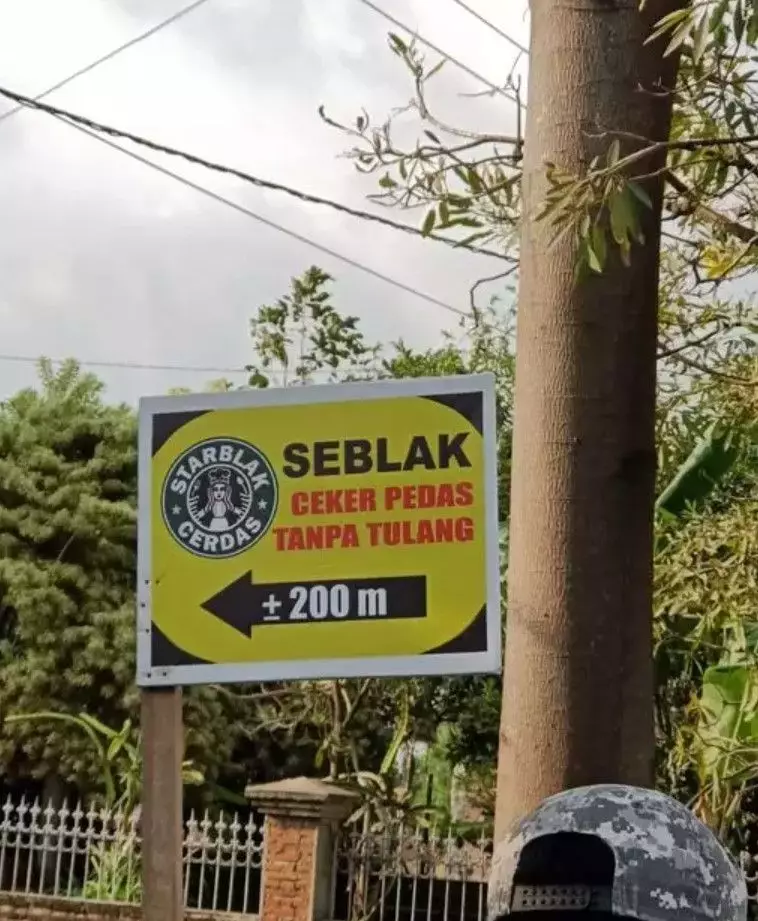 STARBLAK
CERDAS
SEBLAK
CEKER PEDAS
TANPA TULANG
± 200 m